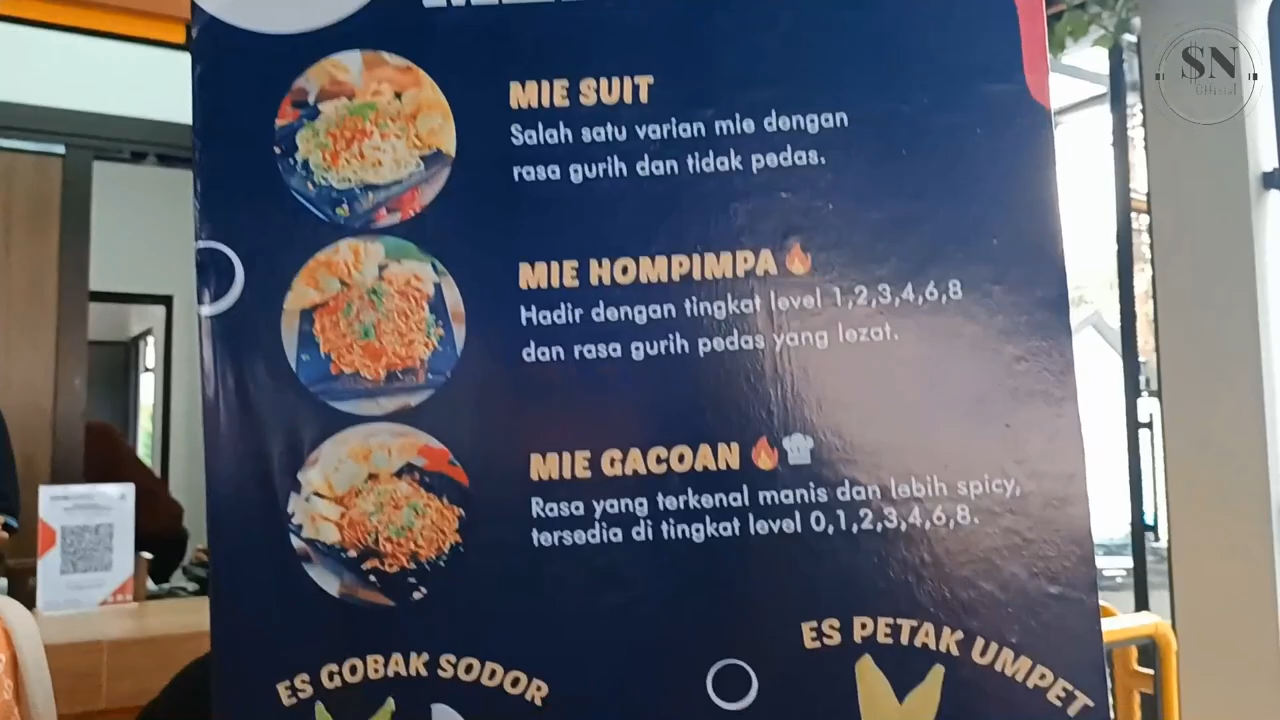 MIE SUIT
Salah satu varian mie dengan
rasa gurih dan tidak pedas.
MIE HOMPIMPA
Hadir dengan tingkat level 1,2,3,4,6,8
dan rasa gurih pedas yang lezat.
MIE GACOAN
Rasa yang terkenal manis dan lebih spicy,
tersedia di tingkat level 0,1,2,3,4,6,8.
ES GOBAK SODOR
ES PETAK UMPET
$N
Official